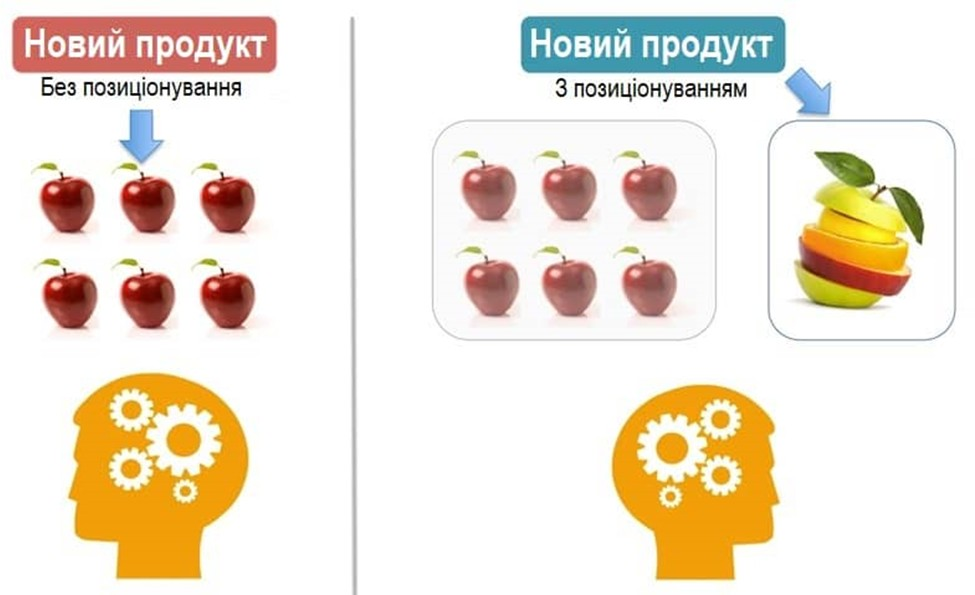 Новий продукт
Без позиціонування
Новий продукт
З позиціонуванням